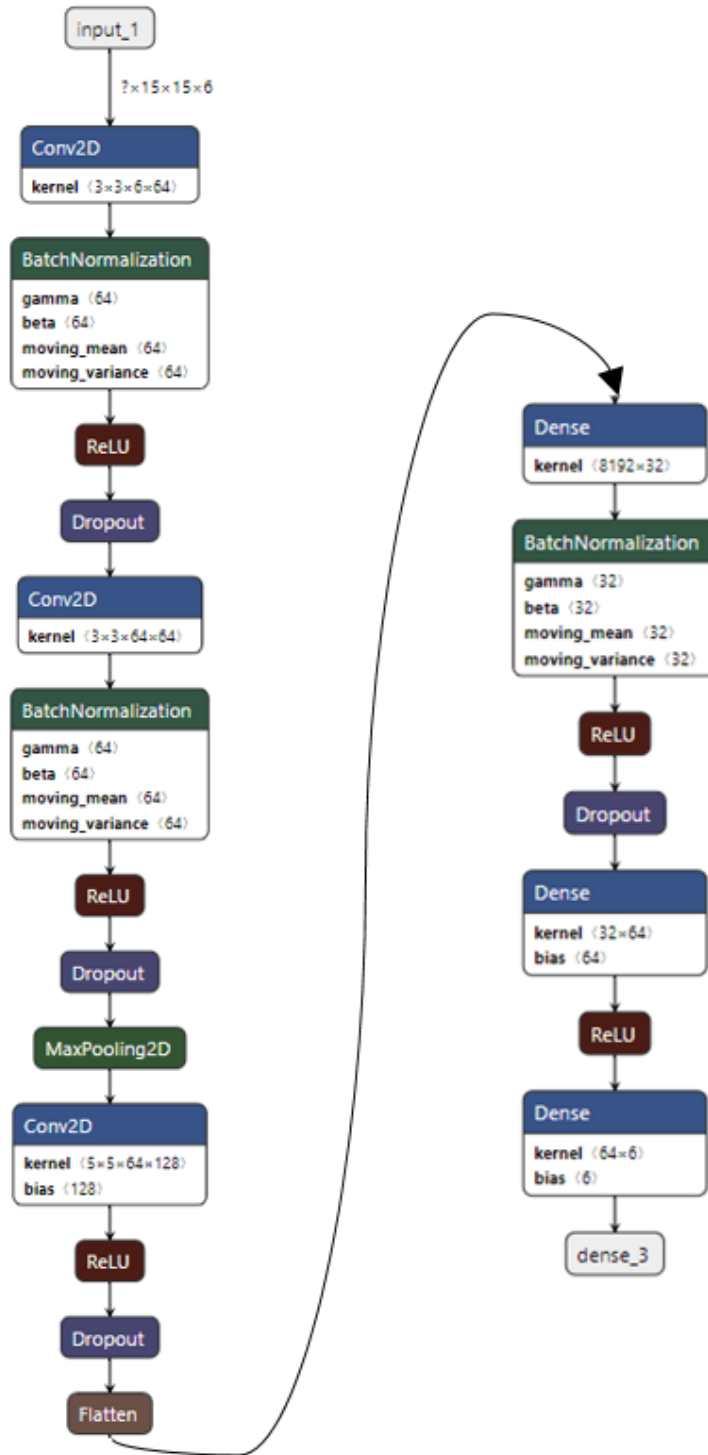 input_1
?×15×15×6
Conv2D
kernel ⟨3×3×6×64⟩
BatchNormalization
gamma ⟨64⟩
beta ⟨64⟩
moving_mean ⟨64⟩
moving_variance ⟨64⟩
ReLU
Dropout
Conv2D
kernel ⟨3×3×64×64⟩
BatchNormalization
gamma ⟨64⟩
beta ⟨64⟩
moving_mean ⟨64⟩
moving_variance ⟨64⟩
ReLU
Dropout
MaxPooling2D
Conv2D
kernel ⟨5×5×64×128⟩
bias ⟨128⟩
ReLU
Dropout
Flatten
Dense
kernel ⟨8192×32⟩
BatchNormalization
gamma ⟨32⟩
beta ⟨32⟩
moving_mean ⟨32⟩
moving_variance ⟨32⟩
ReLU
Dropout
Dense
kernel ⟨32×64⟩
bias ⟨64⟩
ReLU
Dense
kernel ⟨64×6⟩
bias ⟨6⟩
dense_3